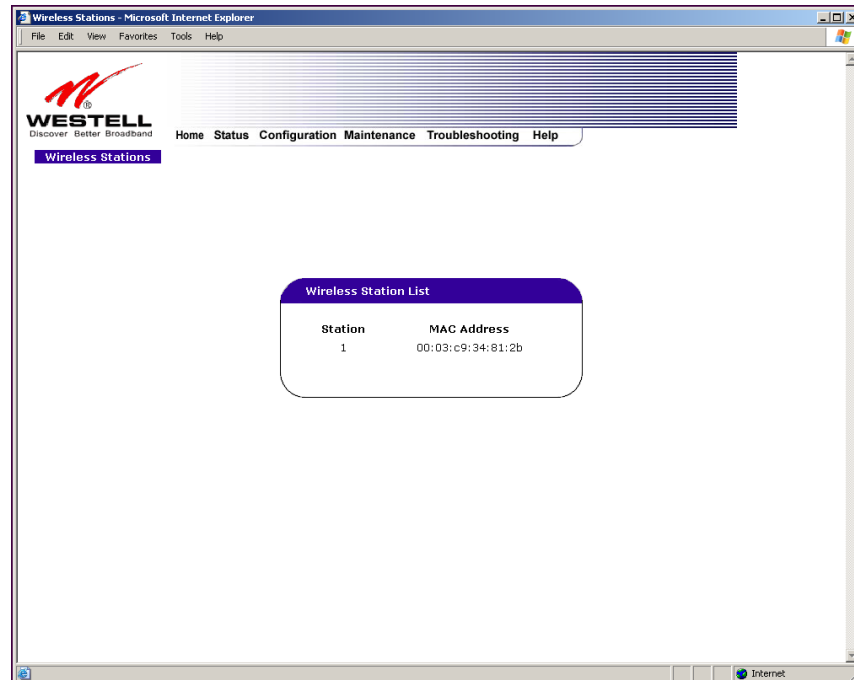 Wireless Stations - Microsoft Internet Explorer
File Edit View Favorites Tools Help
®
WESTELL
Discover Better Broadband
Home Status Configuration Maintenance Troubleshooting Help
Wireless Stations
Wireless Station List
Station MAC Address
1 00:03:c9:34:81:2b
Internet